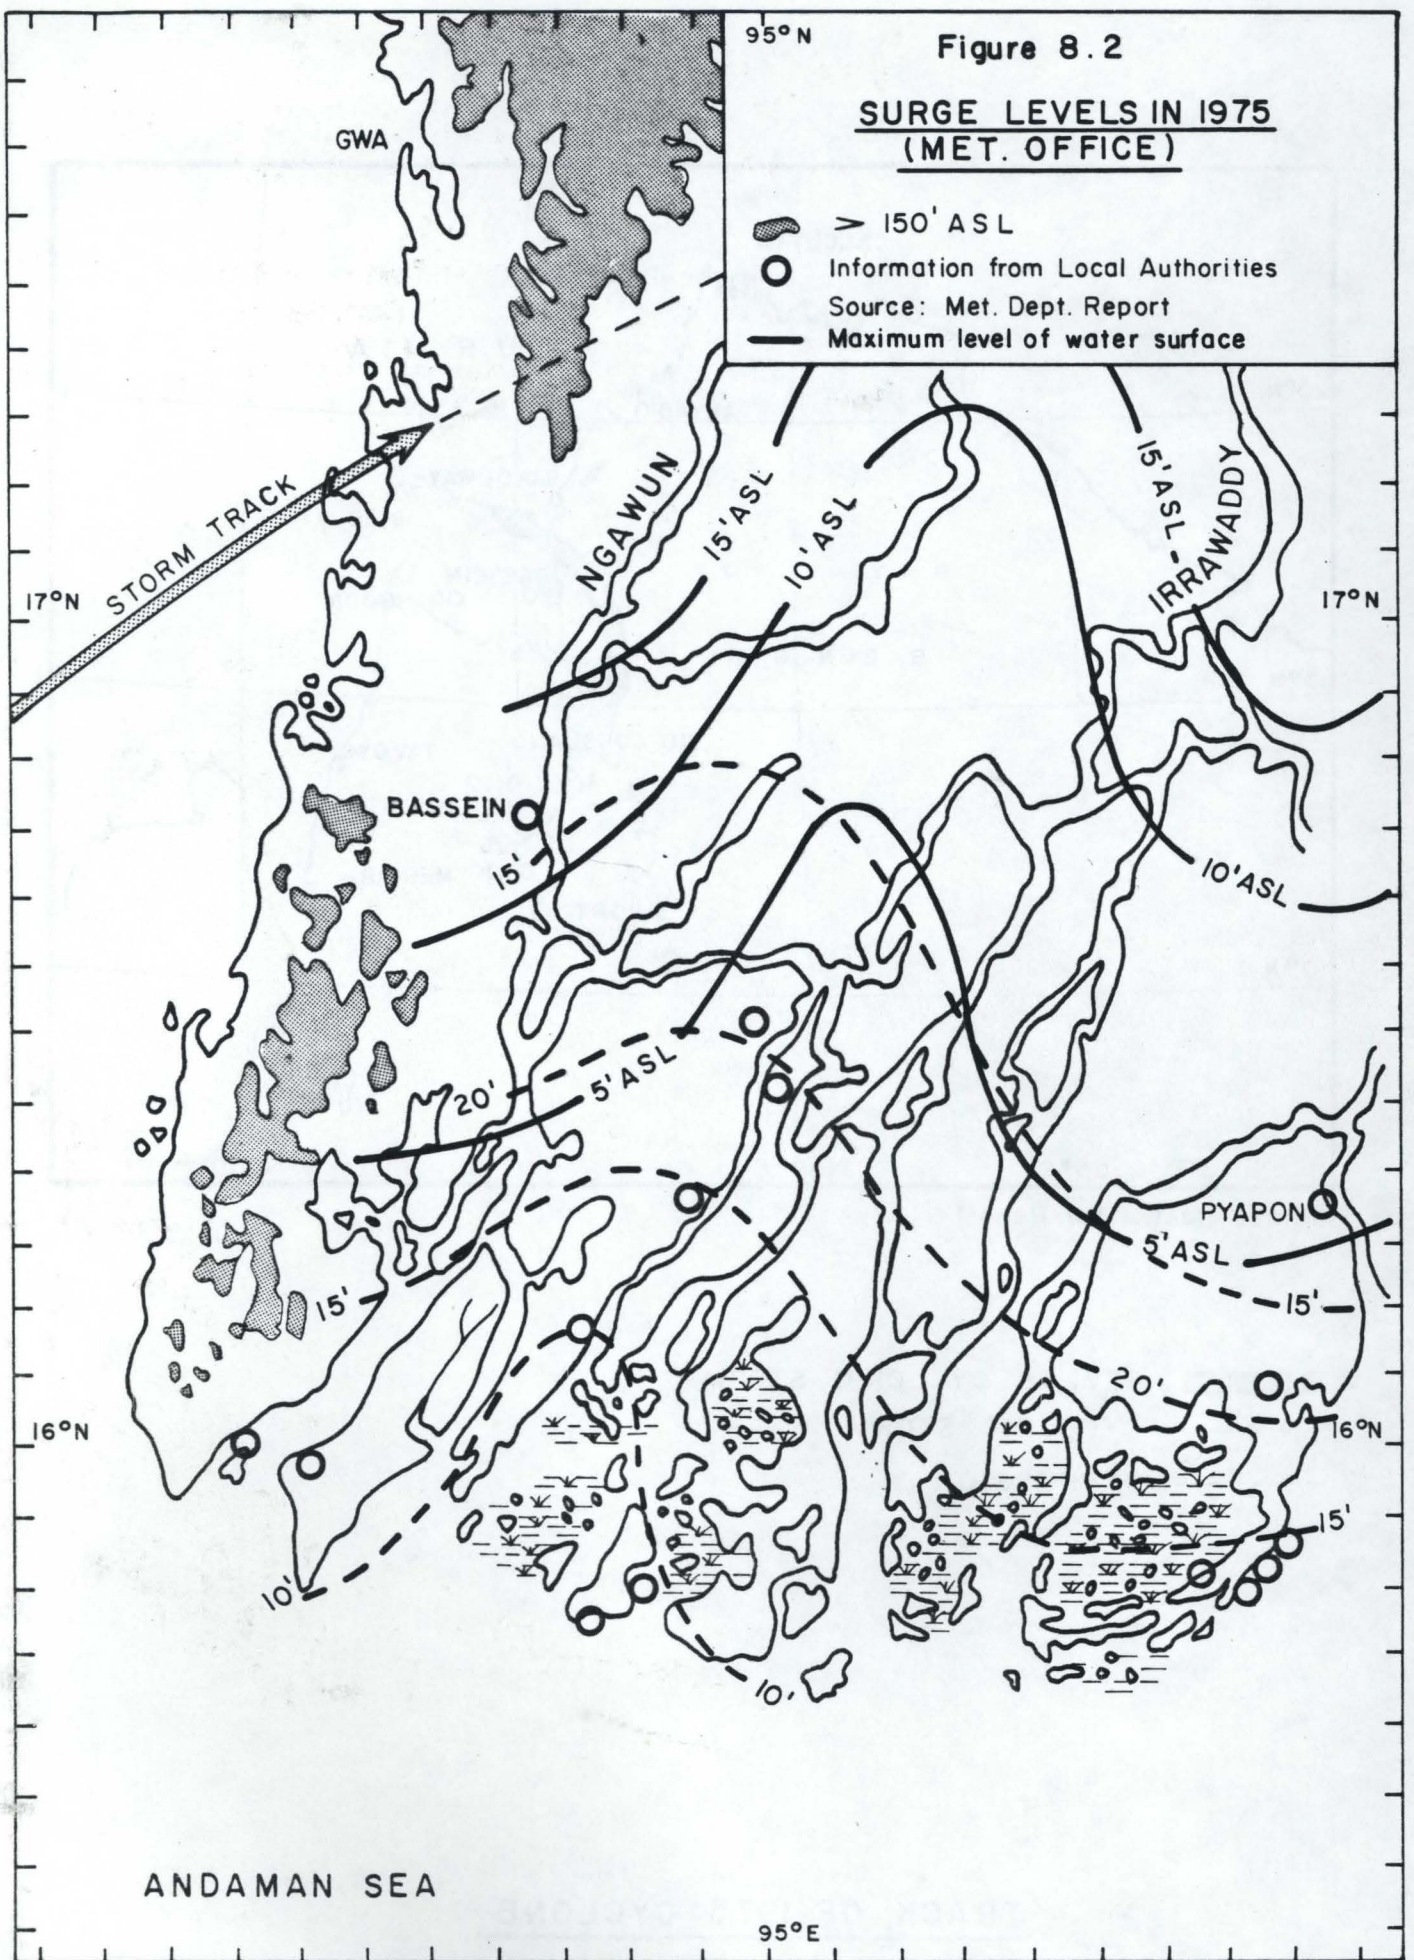 95°N
Figure 8.2
SURGE LEVELS IN 1975
(MET. OFFICE)
> 150' ASL
Information from Local Authorities
Source: Met. Dept. Report
Maximum level of water surface
GWA
STORM TRACK
NGAWUN
15' ASL
10' ASL
15' ASL
IRRAWADDY
17°N
17°N
BASSEIN
15'
10' ASL
20'
5' ASL
PYAPON
5' ASL
15'
15'
20'
16°N
16°N
15'
10'
10'
ANDAMAN SEA
95°E